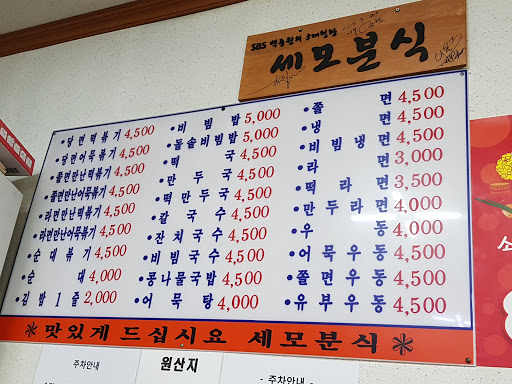 SBS 백종원의 3대천왕
세모분식
•당면떡볶기 4,500
•당면어묵볶기 4,500
•쫄면만난떡볶기 4,500
•쫄면만난어묵볶기 4,500
•라면만난떡볶기 4,500
•라면만난어묵볶기 4,500
•순대볶기 4,500
•순대 4,000
•김밥1줄 2,000
•비빔밥 5,000
•돌솥비빔밥 5,000
•떡국 4,500
•만두국 4,500
•떡만두국 4,500
•칼국수 4,500
•잔치국수 4,500
•비빔국수 4,500
•콩나물국밥 4,500
•어묵탕 4,000
•쫄면 4,500
•냉면 4,500
•비빔냉면 4,500
•라면 3,000
•떡라면 3,500
•만두라면 4,000
•우동 4,000
•어묵우동 4,500
•쫄면우동 4,500
•유부우동 4,500
맛있게 드십시요 세모분식
주차안내
원산지
- 주차안내 -